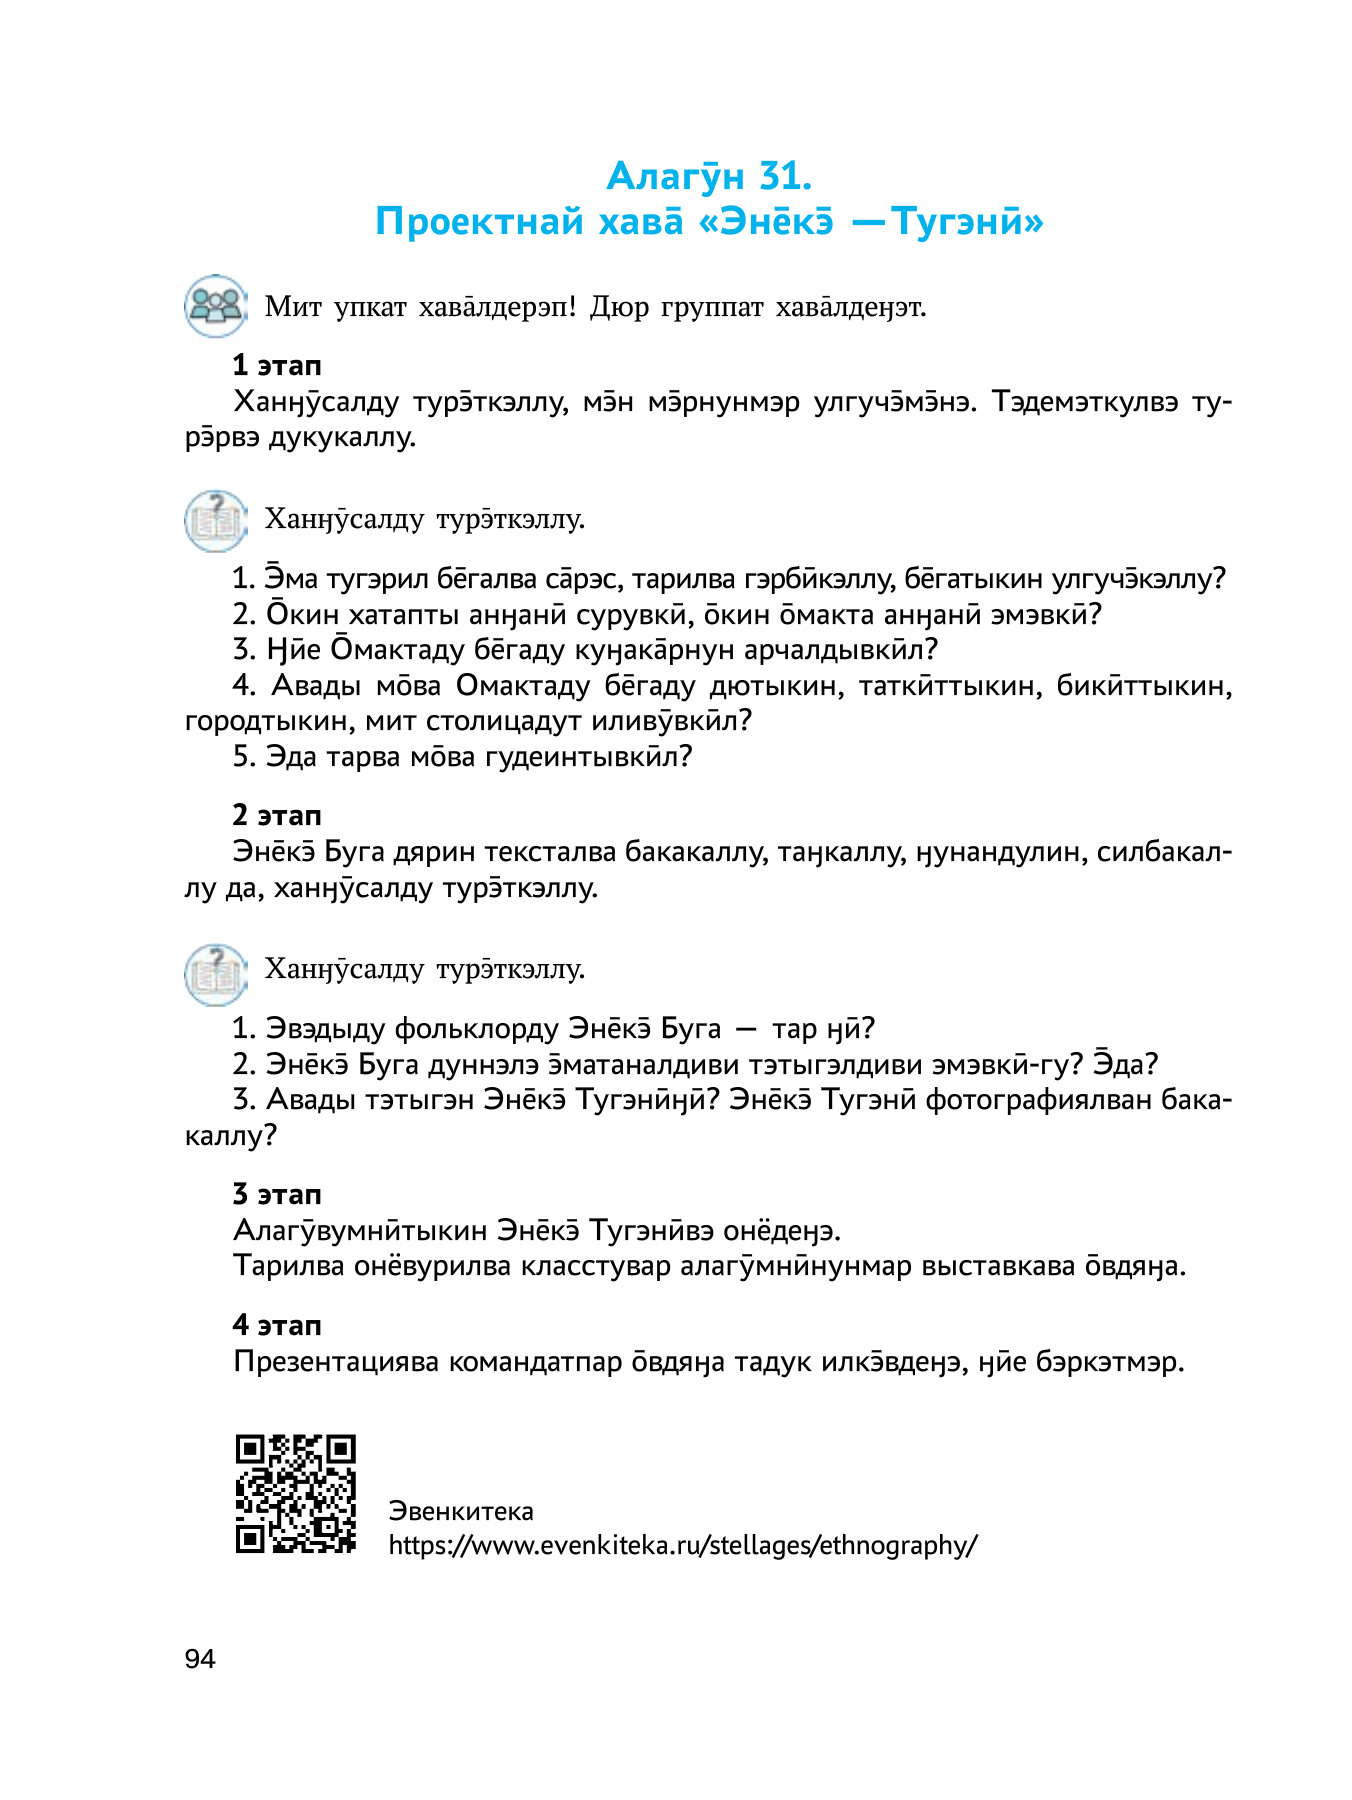 Алагӯн 31.
Проектнай хава̄ «Энē̄кэ̄ — Тугэнӣ»
Мит упкат хава̄лдерэп! Дюр группат хава̄лдеӈэт.
1 этап
Ханӈӯсалду турэ̄ткэллу, мэ̄н мэ̄рнунмэр улгучэ̄мэ̄нэ. Тэдемэткулвэ ту-
рэ̄рвэ дукукаллу.
Ханӈӯсалду турэ̄ткэллу.
1. Э̄ма тугэрил бе̄галва са̄рэс, тарилва гэрбӣкэллу, бе̄гатыкин улгучэ̄кэллу?
2. О̄кин хатапты анӈанӣ сурувкӣ, о̄кин о̄макта анӈанӣ эмэвкӣ?
3. Ӈӣе О̄мактаду бе̄гаду куӈака̄рнун арчалдывкӣл?
4. Авады мо̄ва Омактаду бе̄гаду дютыкин, таткӣттыкин, бикӣттыкин,
городтыкин, мит столицадут иливӯвкӣл?
5. Эда тарва мо̄ва гудеинтывкӣл?
2 этап
Эне̄кэ̄ Буга дярин тексталва бакакаллу, таӈкаллу, ӈунандулин, силбакал-
лу да, ханӈӯсалду турэ̄ткэллу.
Ханӈӯсалду турэ̄ткэллу.
1. Эвэдыду фольклорду Эне̄кэ̄ Буга — тар ӈӣ?
2. Эне̄кэ̄ Буга дуннэлэ э̄матаналдиви тэтыгэлдиви эмэвкӣ-гу? Э̄да?
3. Авады тэтыгэн Эне̄кэ̄ Тугэнӣӈӣ? Эне̄кэ̄ Тугэнӣ фотографиялван бака-
каллу?
3 этап
Алагӯвумнӣтыкин Эне̄кэ̄ Тугэнӣвэ онёдеӈэ.
Тарилва онёвурилва класстувар алагӯмнӣнунмар выставкава о̄вдяӈа.
4 этап
Презентациява командатпар о̄вдяӈа тадук илкэ̄вдеӈэ, ӈӣе бэркэтмэр.
Эвенкитека
https://www.evenkiteka.ru/stellages/ethnography/
94